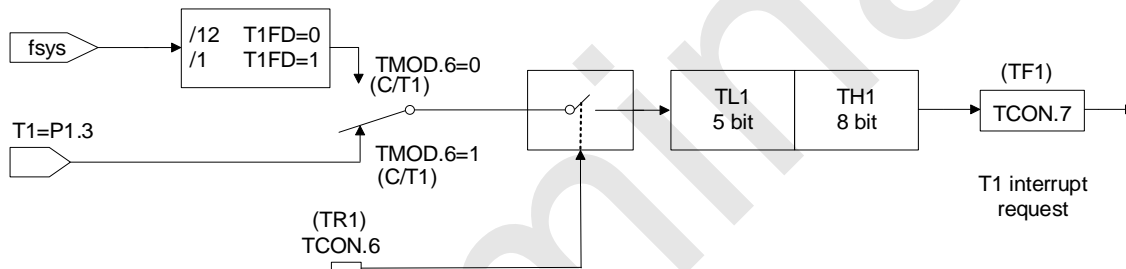 fsys
/12 T1FD=0
/1 T1FD=1
TMOD.6=0
(C/T1)
T1=P1.3
TMOD.6=1
(C/T1)
(TR1)
TCON.6
TL1
5 bit
TH1
8 bit
(TF1)
TCON.7
T1 interrupt
request